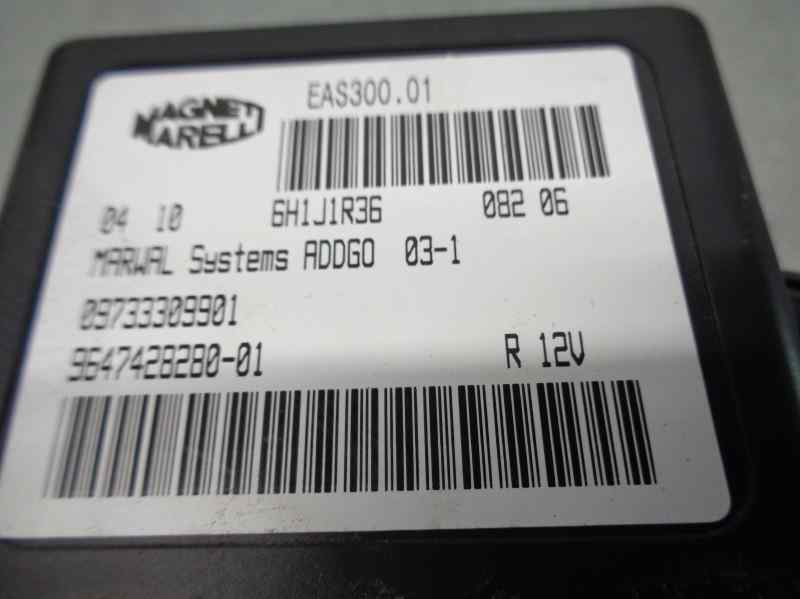 MAGNETI
MARELLI
EAS300.01
04 10 6H1J1R36 082 06
MARWAL Systems ADDGO 03-1
09733309901
9647428280-01 R 12V